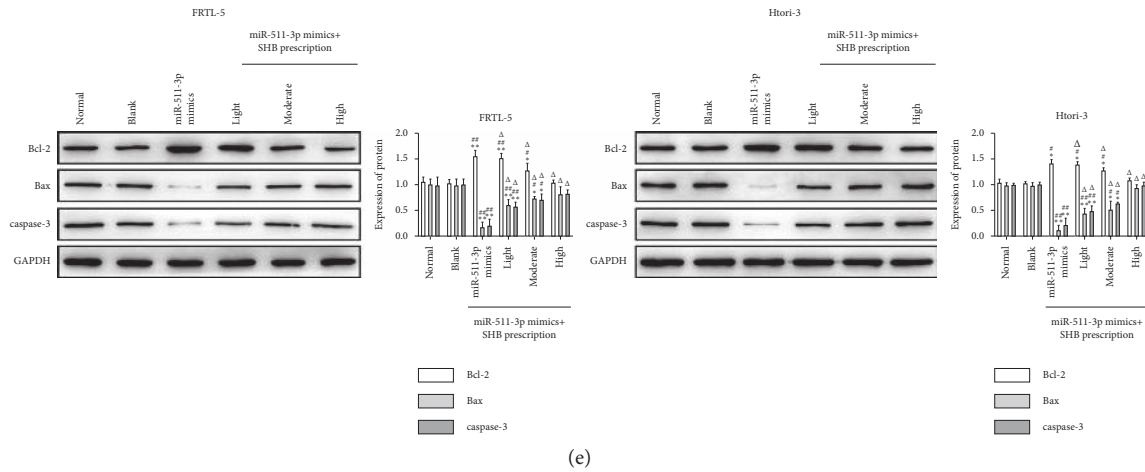 FRTL-5
miR-511-3p mimics+
SHB prescription
Normal
Blank
miR-511-3p
mimics
Light
Moderate
High
Bcl-2
Bax
caspase-3
GAPDH
FRTL-5
Expression of protein
2.0
1.5
1.0
0.5
0.0
##
**
##
**
##
**
Δ
##
**
Δ
##
**
Δ
##
**
Δ
#
*
Δ
#
*
Δ
#
*
Δ
Δ
Δ
Normal
Blank
miR-511-3p
mimics
Light
Moderate
High
miR-511-3p mimics+
SHB prescription
Bcl-2
Bax
caspase-3
Htori-3
miR-511-3p mimics+
SHB prescription
Normal
Blank
miR-511-3p
mimics
Light
Moderate
High
Bcl-2
Bax
caspase-3
GAPDH
Htori-3
Expression of protein
2.0
1.5
1.0
0.5
0.0
#
*
##
**
##
**
Δ
#
*
Δ
##
**
Δ
##
**
Δ
#
*
Δ
#
*
Δ
#
*
Δ
Δ
Δ
Normal
Blank
miR-511-3p
mimics
Light
Moderate
High
miR-511-3p mimics+
SHB prescription
Bcl-2
Bax
caspase-3
(e)